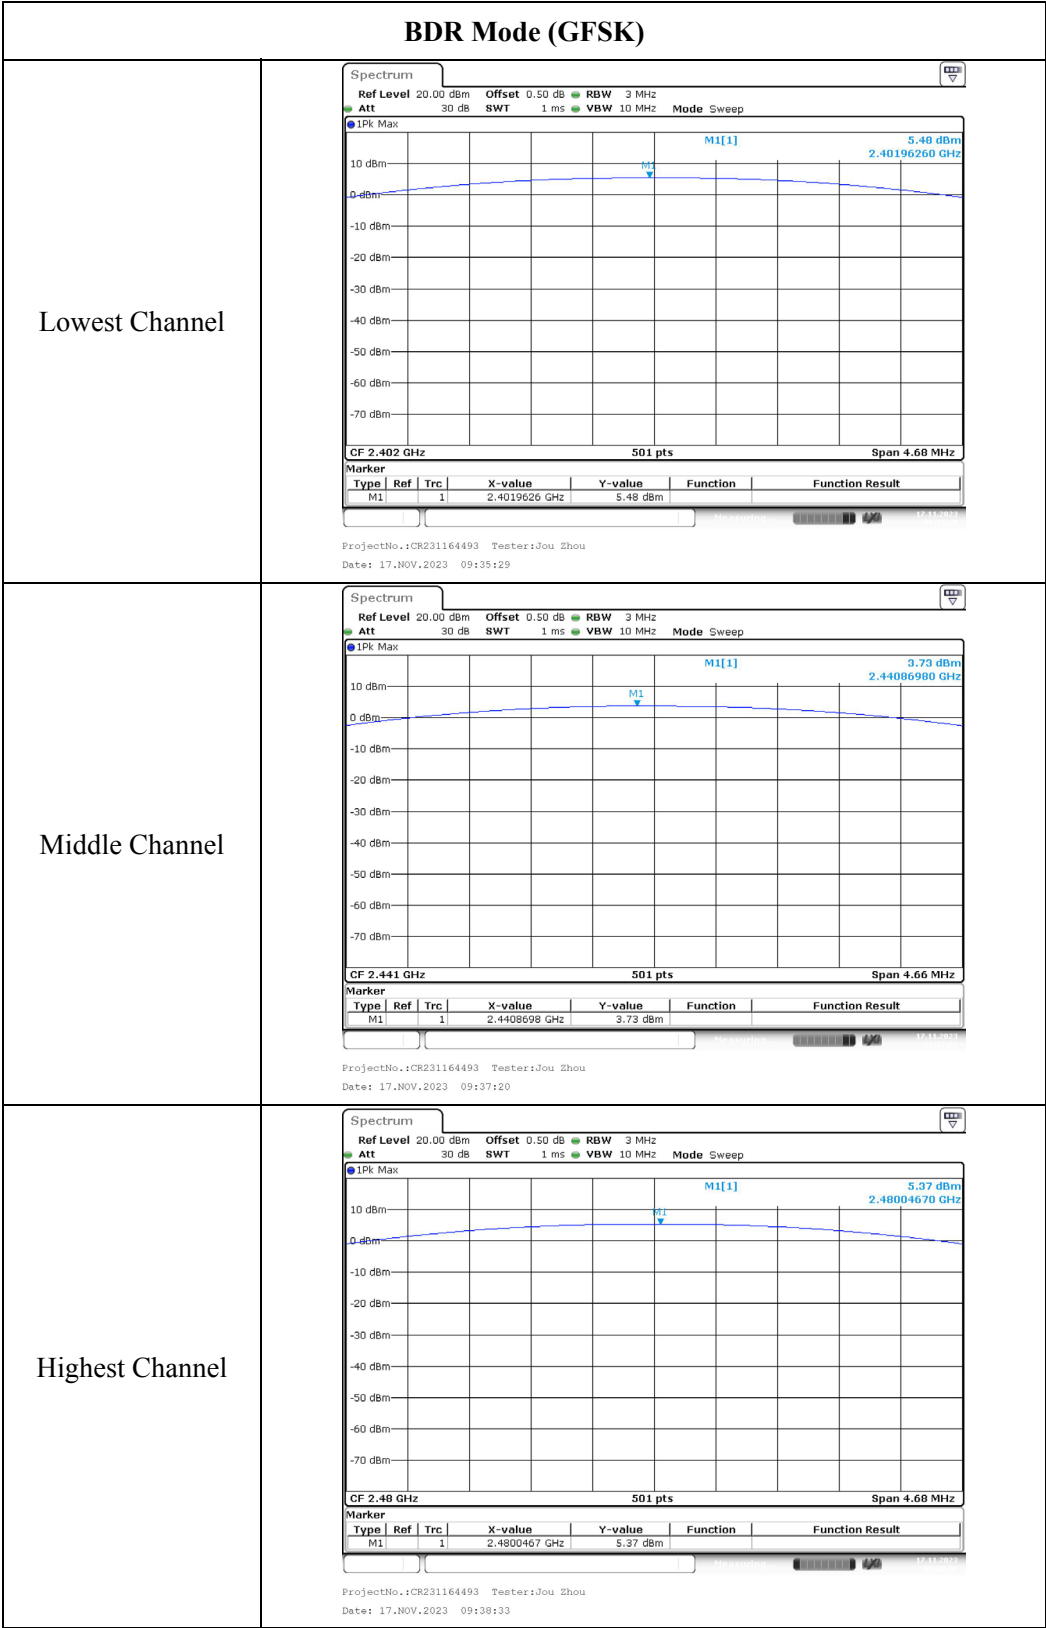 BDR Mode (GFSK)
Lowest Channel
Spectrum
Ref Level 20.00 dBm Offset 0.50 dB RBW 3 MHz
Att 30 dB SWT 1 ms VBW 10 MHz Mode Sweep
1Pk Max
M1[1] 5.48 dBm
2.40196260 GHz
10 dBm
M1
0 dBm
-10 dBm
-20 dBm
-30 dBm
-40 dBm
-50 dBm
-60 dBm
-70 dBm
CF 2.402 GHz 501 pts Span 4.68 MHz
Marker
Type Ref Trc X-value Y-value Function Function Result
M1 1 2.4019626 GHz 5.48 dBm
Measuring 17.11.2023
ProjectNo.:CR231164493 Tester:Jou Zhou
Date: 17.NOV.2023 09:35:29
Middle Channel
Spectrum
Ref Level 20.00 dBm Offset 0.50 dB RBW 3 MHz
Att 30 dB SWT 1 ms VBW 10 MHz Mode Sweep
1Pk Max
M1[1] 3.73 dBm
2.44086980 GHz
10 dBm
M1
0 dBm
-10 dBm
-20 dBm
-30 dBm
-40 dBm
-50 dBm
-60 dBm
-70 dBm
CF 2.441 GHz 501 pts Span 4.66 MHz
Marker
Type Ref Trc X-value Y-value Function Function Result
M1 1 2.4408698 GHz 3.73 dBm
Measuring 17.11.2023
ProjectNo.:CR231164493 Tester:Jou Zhou
Date: 17.NOV.2023 09:37:20
Highest Channel
Spectrum
Ref Level 20.00 dBm Offset 0.50 dB RBW 3 MHz
Att 30 dB SWT 1 ms VBW 10 MHz Mode Sweep
1Pk Max
M1[1] 5.37 dBm
2.48004670 GHz
10 dBm
M1
0 dBm
-10 dBm
-20 dBm
-30 dBm
-40 dBm
-50 dBm
-60 dBm
-70 dBm
CF 2.48 GHz 501 pts Span 4.68 MHz
Marker
Type Ref Trc X-value Y-value Function Function Result
M1 1 2.4800467 GHz 5.37 dBm
Measuring 17.11.2023
ProjectNo.:CR231164493 Tester:Jou Zhou
Date: 17.NOV.2023 09:38:33